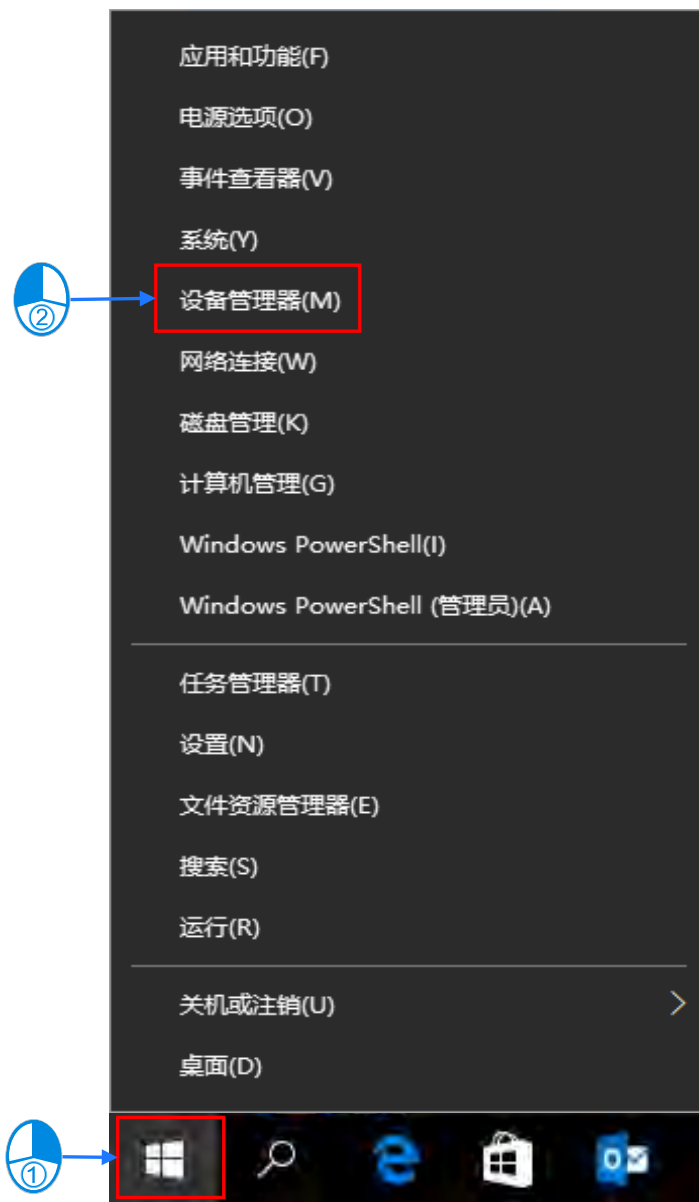 应用和功能(F)
电源选项(O)
事件查看器(V)
系统(Y)
设备管理器(M)
②
网络连接(W)
磁盘管理(K)
计算机管理(G)
Windows PowerShell(I)
Windows PowerShell (管理员)(A)
任务管理器(T)
设置(N)
文件资源管理器(E)
搜索(S)
运行(R)
关机或注销(U)
桌面(D)
①